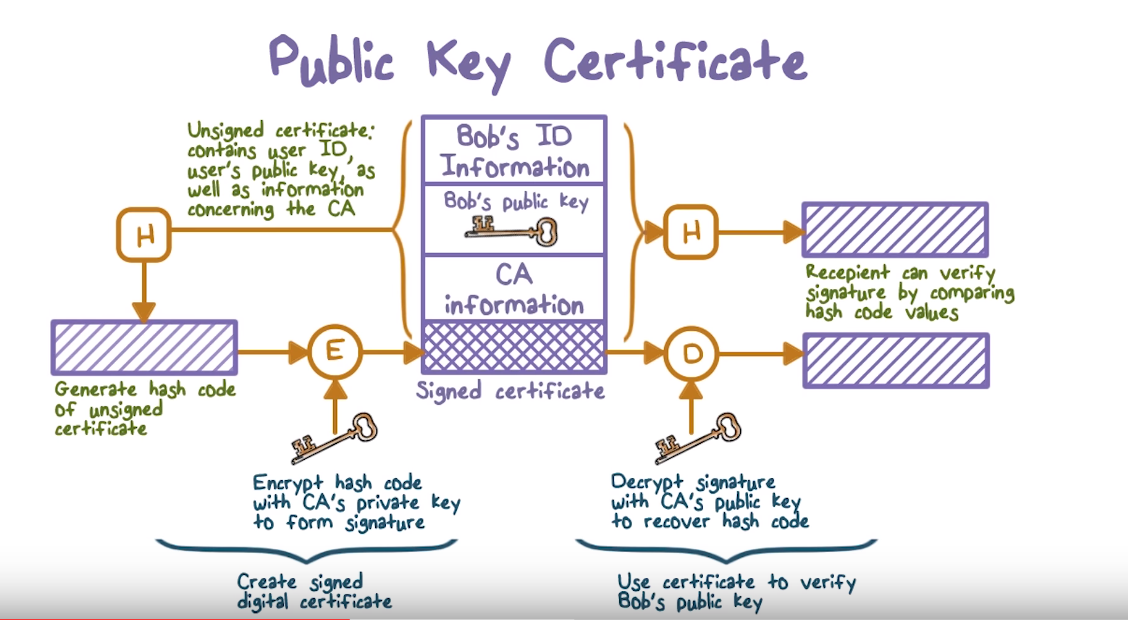 Public Key Certificate
Unsigned certificate:
contains user ID,
user's public key, as
well as information
concerning the CA
Bob's ID
Information
Bob's public key
CA
information
H
H
Recepient can verify
signature by comparing
hash code values
E
D
Generate hash code
of unsigned
certificate
Signed certificate
Encrypt hash code
with CA's private key
to form signature
Decrypt signature
with CA's public key
to recover hash code
Create signed
digital certificate
Use certificate to verify
Bob's public key